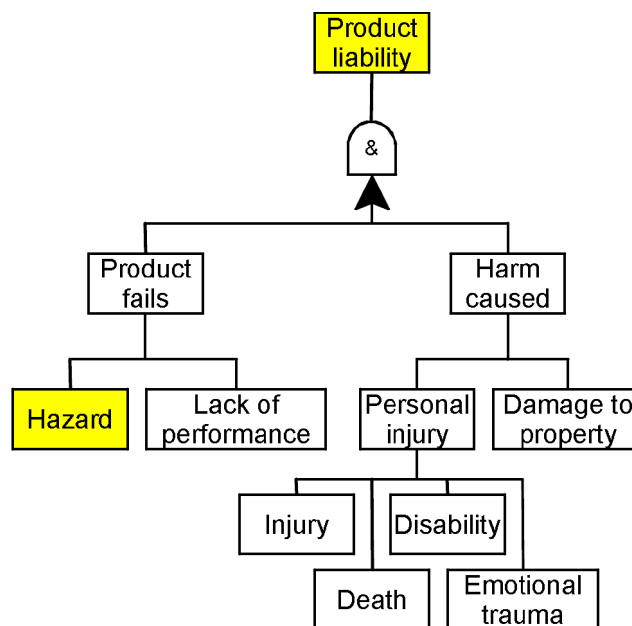 Product
liability
&
Product
fails
Harm
caused
Hazard
Lack of
performance
Personal
injury
Damage to
property
Injury
Disability
Death
Emotional
trauma